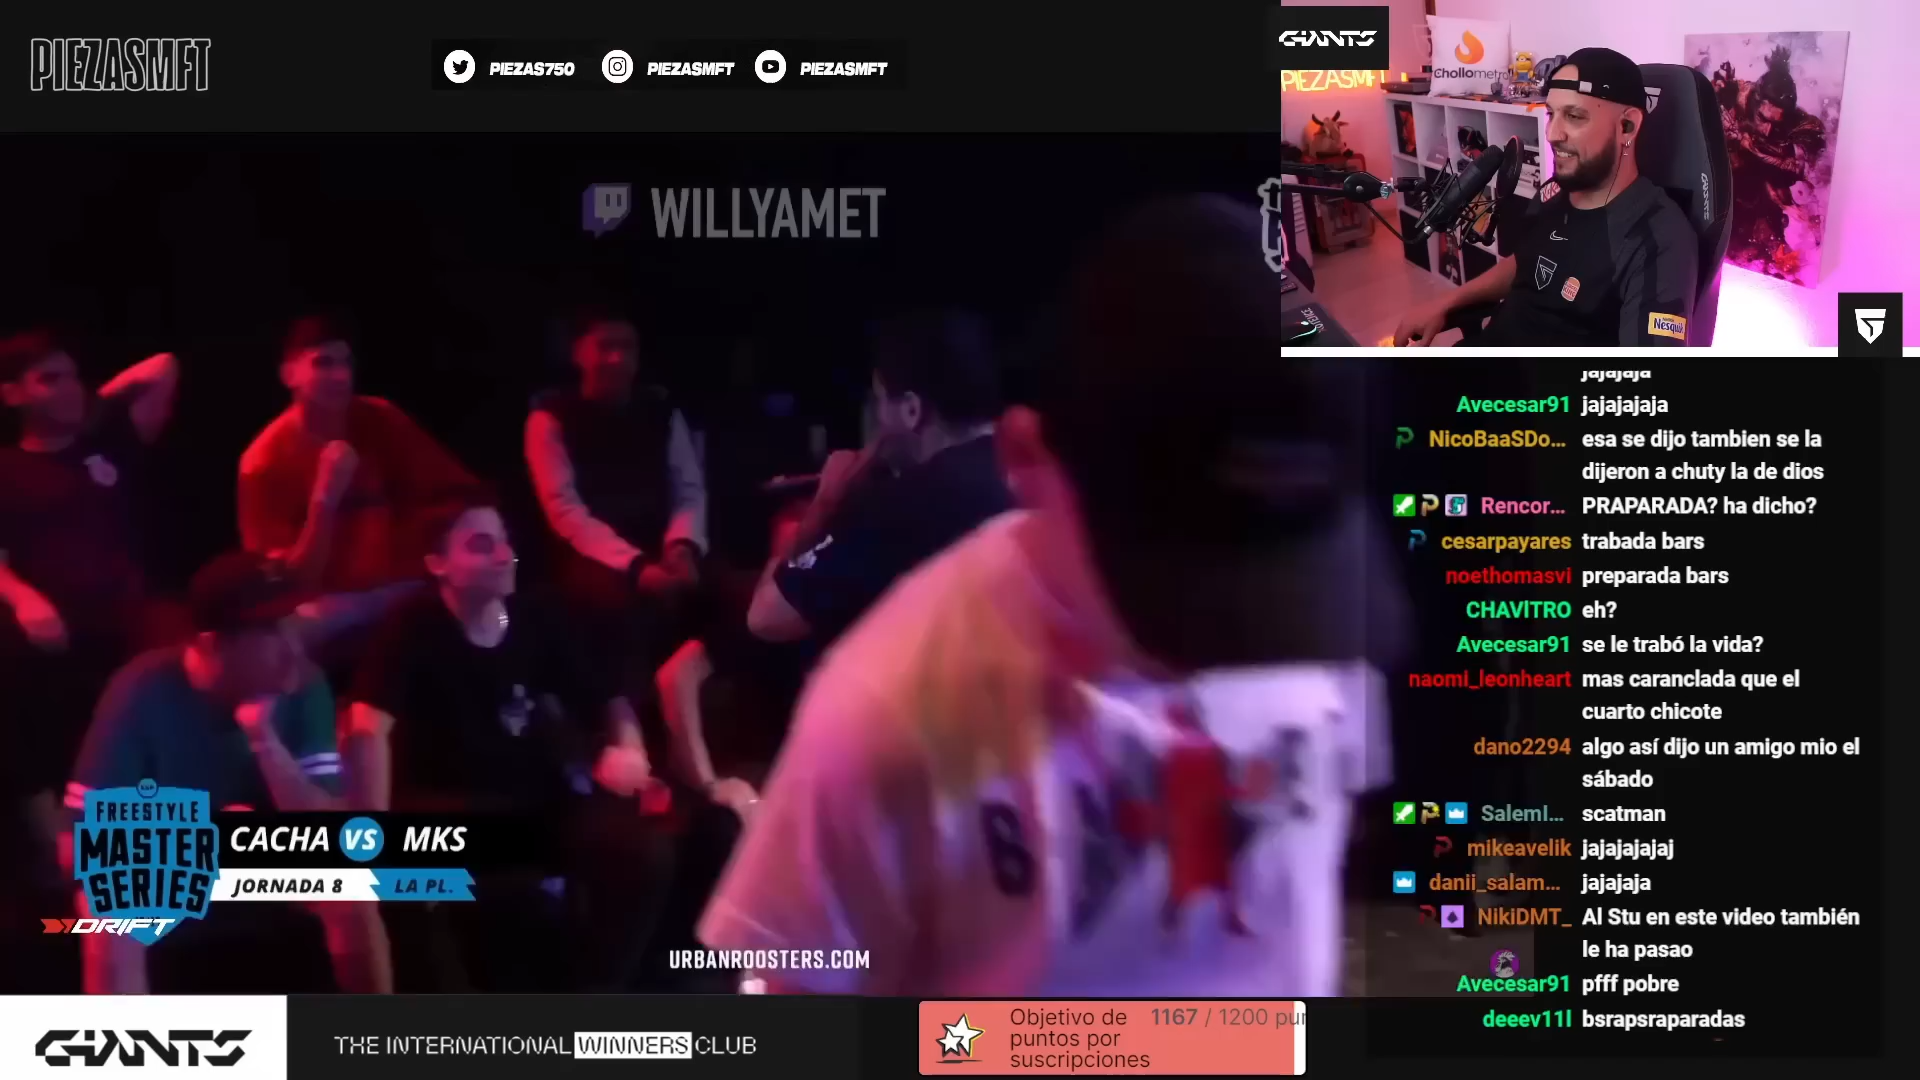 PIEZASMFT
PIEZAS750
PIEZASMFT
PIEZASMFT
GIANTS
Chollometro
PIEZASMFT
WILLYAMET
Nesquik
jajajaja
Avecesar91 jajajajaja
NicoBaaSDo... esa se dijo tambien se la
dijeron a chuty la de dios
Rencor... PRAPARADA? ha dicho?
cesarpayares trabada bars
noethomasvi preparada bars
CHAVlTRO eh?
Avecesar91 se le trabó la vida?
naomi_leonheart mas caranclada que el
cuarto chicote
dano2294 algo así dijo un amigo mio el
sábado
SalemI... scatman
mikeavelik jajajajajaj
danii_salam... jajajaja
NikiDMT_ Al Stu en este video también
le ha pasao
Avecesar91 pfff pobre
deeev11l bsrapsraparadas
FREESTYLE
MASTER
SERIES
DRIFT
CACHA VS MKS
JORNADA 8 LA PL.
URBANROOSTERS.COM
GIANTS
THE INTERNATIONAL WINNERS CLUB
Objetivo de
puntos por
suscripciones
1167 / 1200 pun